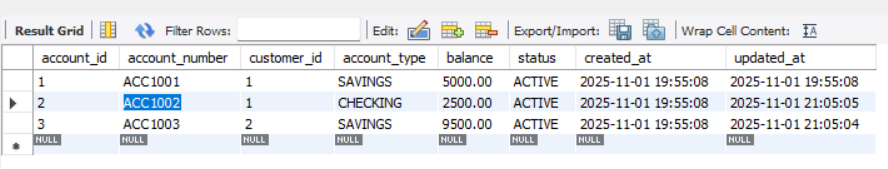 Result Grid Filter Rows: Edit: Export/Import: Wrap Cell Content:
account_id account_number customer_id account_type balance status created_at updated_at
1 ACC1001 1 SAVINGS 5000.00 ACTIVE 2025-11-01 19:55:08 2025-11-01 19:55:08
2 ACC1002 1 CHECKING 2500.00 ACTIVE 2025-11-01 19:55:08 2025-11-01 21:05:05
3 ACC1003 2 SAVINGS 9500.00 ACTIVE 2025-11-01 19:55:08 2025-11-01 21:05:04
NULL NULL NULL NULL NULL NULL NULL NULL